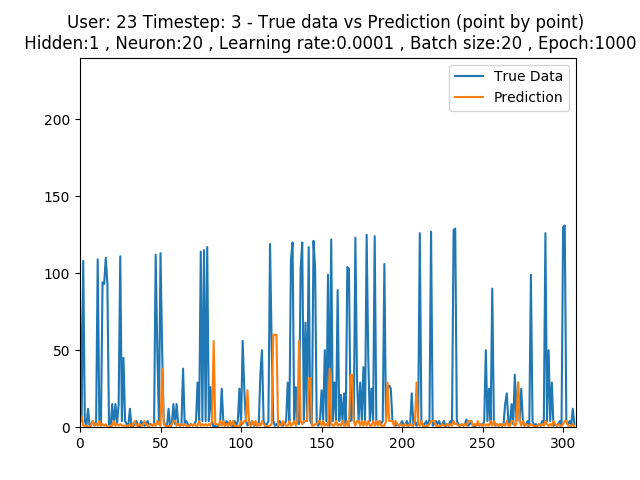 User: 23 Timestep: 3 - True data vs Prediction (point by point)
Hidden:1 , Neuron:20 , Learning rate:0.0001 , Batch size:20 , Epoch:1000
True Data
Prediction
200
150
100
50
0
0 50 100 150 200 250 300